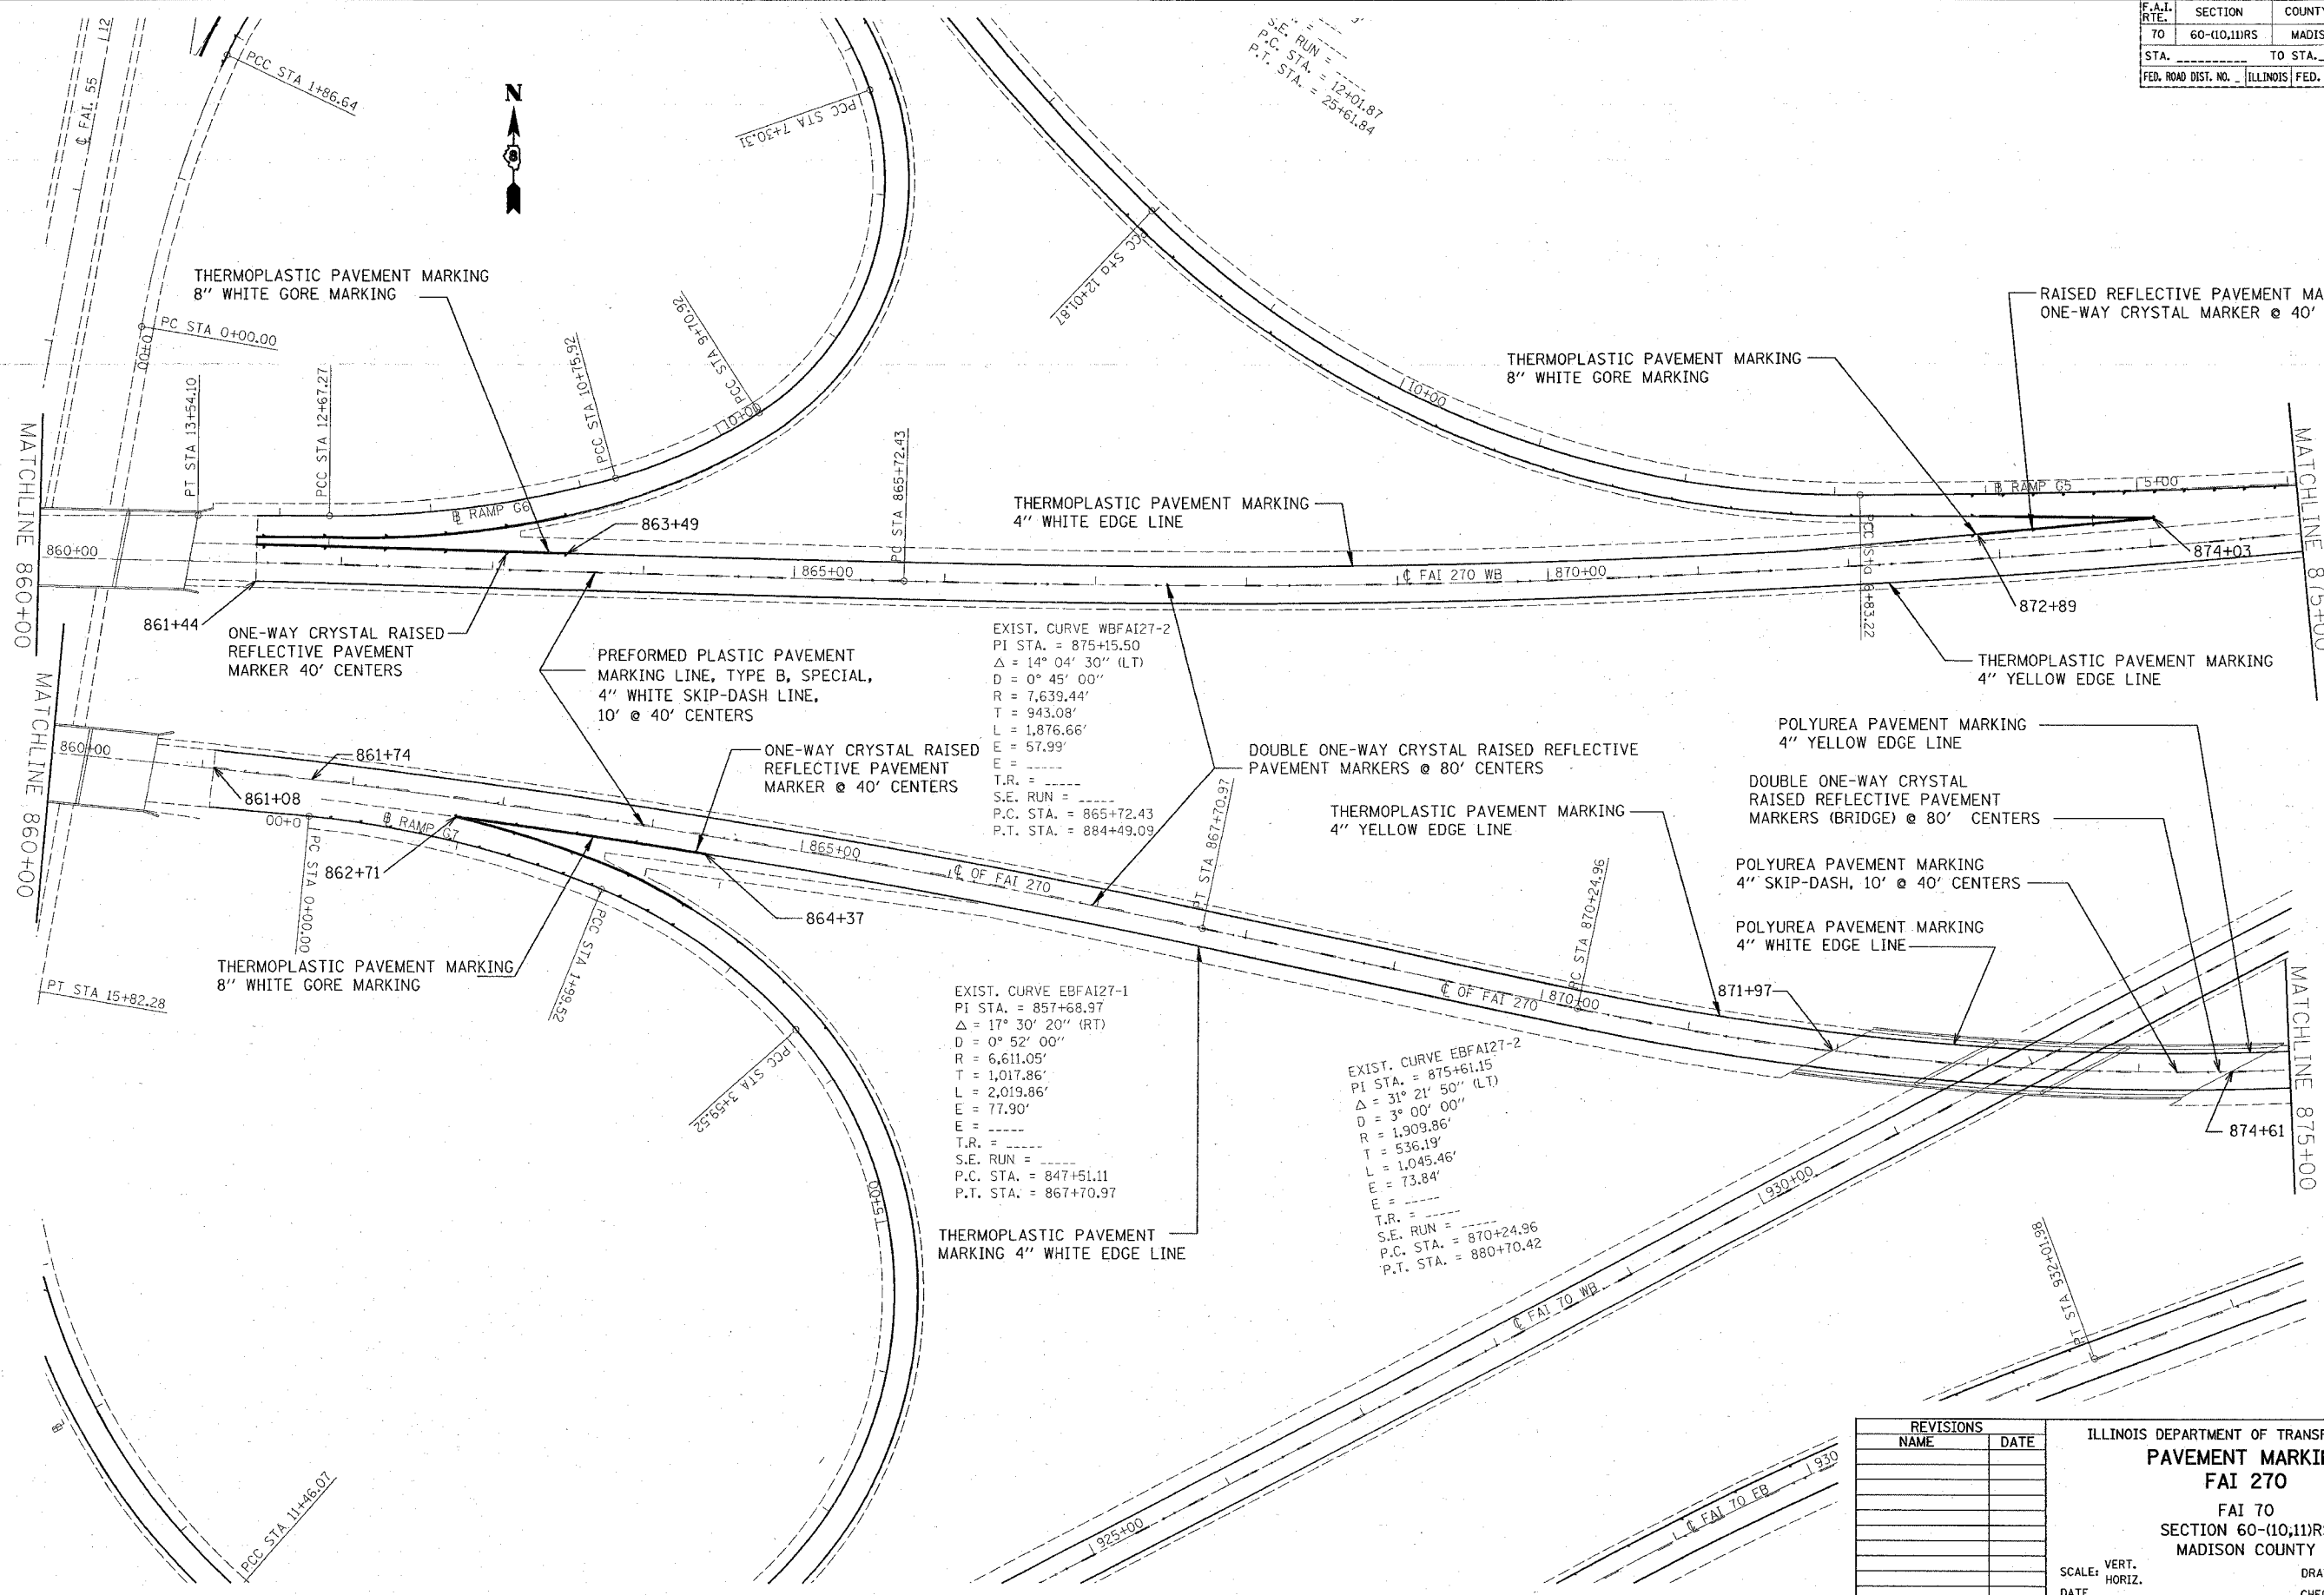 F.A.I. RTE. SECTION COUNTY
70 60-(10,11)RS MADIS
STA. __________ TO STA._
FED. ROAD DIST. NO. _ ILLINOIS FED.
℄ FAI 55
PCC STA 1+86.64
N
8
PCC STA 7+30.31
S.E. RUN = -----
P.C. STA. = 12+01.87
P.T. STA. = 25+61.84
THERMOPLASTIC PAVEMENT MARKING
8" WHITE GORE MARKING
PC STA 0+00.00
0+00
PT STA 13+54.10
PCC STA 12+67.27
PCC STA 10+75.92
PCC STA 9+70.92
10+00
PCC Sta 12+01.87
RAISED REFLECTIVE PAVEMENT MA
ONE-WAY CRYSTAL MARKER @ 40'
THERMOPLASTIC PAVEMENT MARKING
8" WHITE GORE MARKING
10+00
MATCHLINE 860+00
860+00
RAMP G6
863+49
865+00
PC STA 865+72.43
THERMOPLASTIC PAVEMENT MARKING
4" WHITE EDGE LINE
℄ FAI 270 WB
870+00
PCC Sta 6+83.22
RAMP G5
5+00
874+03
872+89
MATCHLINE 875+00
861+44
ONE-WAY CRYSTAL RAISED
REFLECTIVE PAVEMENT
MARKER 40' CENTERS
PREFORMED PLASTIC PAVEMENT
MARKING LINE, TYPE B, SPECIAL,
4" WHITE SKIP-DASH LINE,
10' @ 40' CENTERS
EXIST. CURVE WBFAI27-2
PI STA. = 875+15.50
Δ = 14° 04' 30" (LT)
D = 0° 45' 00"
R = 7,639.44'
T = 943.08'
L = 1,876.66'
E = 57.99'
E = -----
T.R. = -----
S.E. RUN = -----
P.C. STA. = 865+72.43
P.T. STA. = 884+49.09
THERMOPLASTIC PAVEMENT MARKING
4" YELLOW EDGE LINE
MATCHLINE 860+00
860+00
861+74
861+08
0+00
RAMP G7
PC STA 0+00.00
862+71
ONE-WAY CRYSTAL RAISED
REFLECTIVE PAVEMENT
MARKER @ 40' CENTERS
865+00
864+37
℄ OF FAI 270
DOUBLE ONE-WAY CRYSTAL RAISED REFLECTIVE
PAVEMENT MARKERS @ 80' CENTERS
PT STA 867+70.97
THERMOPLASTIC PAVEMENT MARKING
4" YELLOW EDGE LINE
POLYUREA PAVEMENT MARKING
4" YELLOW EDGE LINE
DOUBLE ONE-WAY CRYSTAL
RAISED REFLECTIVE PAVEMENT
MARKERS (BRIDGE) @ 80' CENTERS
POLYUREA PAVEMENT MARKING
4" SKIP-DASH, 10' @ 40' CENTERS
POLYUREA PAVEMENT MARKING
4" WHITE EDGE LINE
THERMOPLASTIC PAVEMENT MARKING
8" WHITE GORE MARKING
PT STA 15+82.28
PCC STA 1+99.52
PCC STA 3+59.52
5+00
EXIST. CURVE EBFAI27-1
PI STA. = 857+68.97
Δ = 17° 30' 20" (RT)
D = 0° 52' 00"
R = 6,611.05'
T = 1,017.86'
L = 2,019.86'
E = 77.90'
E = -----
T.R. = -----
S.E. RUN = -----
P.C. STA. = 847+51.11
P.T. STA. = 867+70.97
THERMOPLASTIC PAVEMENT
MARKING 4" WHITE EDGE LINE
℄ OF FAI 270
870+00
PC STA 870+24.96
871+97
874+61
MATCHLINE 875+00
EXIST. CURVE EBFAI27-2
PI STA. = 875+61.15
Δ = 31° 21' 50" (LT)
D = 3° 00' 00"
R = 1,909.86'
T = 536.19'
L = 1,045.46'
E = 73.84'
E = -----
T.R. = -----
S.E. RUN = -----
P.C. STA. = 870+24.96
P.T. STA. = 880+70.42
930+00
℄ FAI 70 WB
PT STA 932+01.98
925+00
℄ FAI 70 EB
930
PCC STA 11+46.07
REVISIONS
NAME DATE
ILLINOIS DEPARTMENT OF TRANSP
PAVEMENT MARKI
FAI 270
FAI 70
SECTION 60-(10,11)R
MADISON COUNTY
SCALE: VERT.
HORIZ.
DRA
DATE
CHE